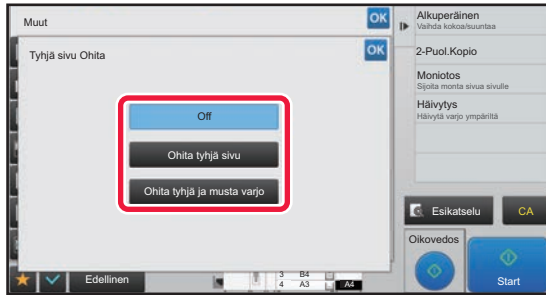 Muut
OK
Tyhjä sivu Ohita
OK
Off
Ohita tyhjä sivu
Ohita tyhjä ja musta varjo
Edellinen
3 B4
4 A3
A4
Alkuperäinen
Vaihda kokoa/suuntaa
2-Puol.Kopio
Moniotos
Sijoita monta sivua sivulle
Häivytys
Häivytä varjo ympäriltä
Esikatselu
CA
Oikovedos
Start